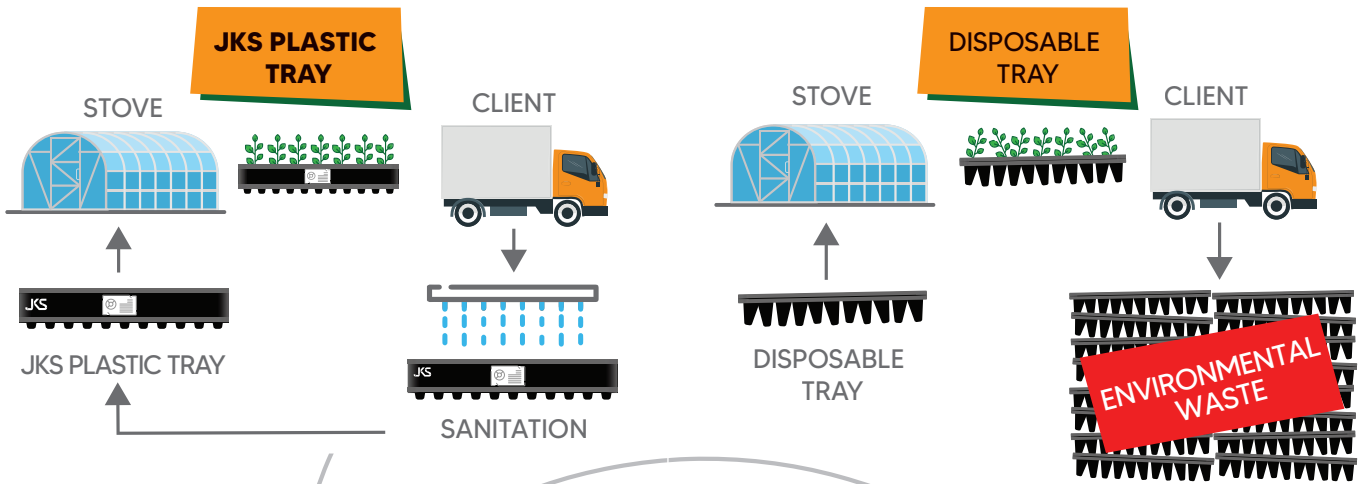 JKS PLASTIC
TRAY
STOVE
CLIENT
JKS
JKS PLASTIC TRAY
JKS
SANITATION
DISPOSABLE
TRAY
STOVE
CLIENT
DISPOSABLE
TRAY
ENVIRONMENTAL
WASTE